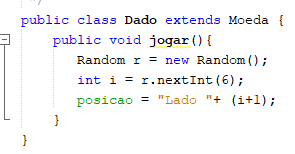 */
public class Dado extends Moeda {
public void jogar(){
Random r = new Random();
int i = r.nextInt(6);
posicao = "Lado "+ (i+1);
}
}